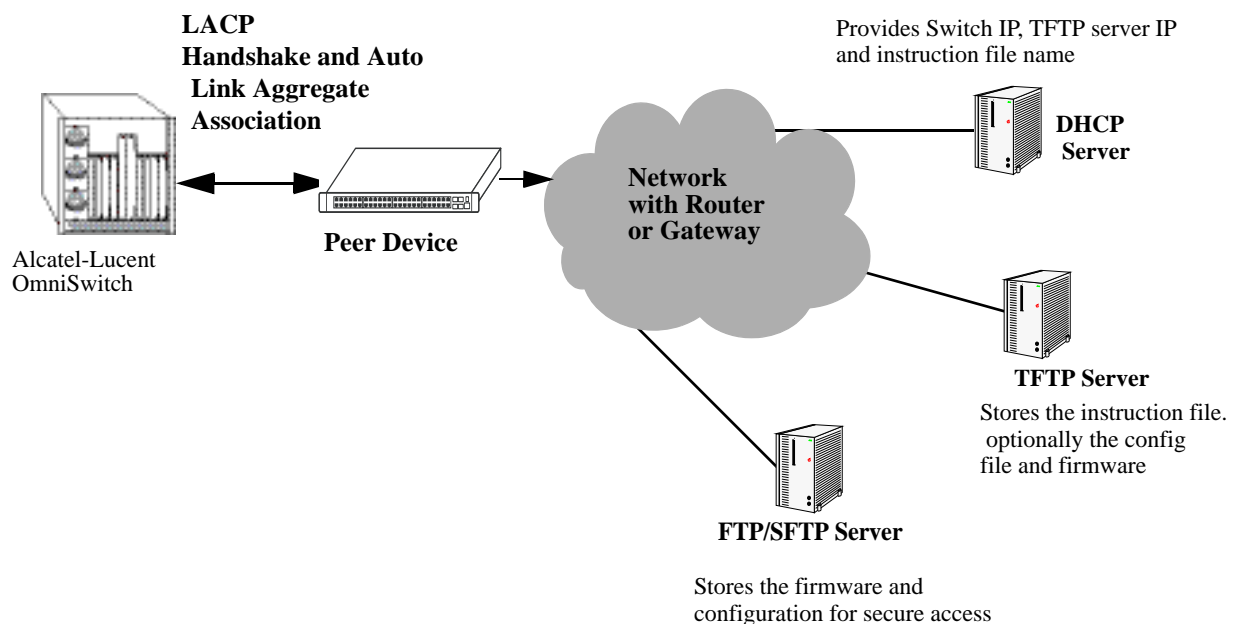 LACP
Handshake and Auto
Link Aggregate
Association
Provides Switch IP, TFTP server IP
and instruction file name
DHCP
Server
Network
with Router
or Gateway
Peer Device
Alcatel-Lucent
OmniSwitch
TFTP Server
Stores the instruction file.
optionally the config
file and firmware
FTP/SFTP Server
Stores the firmware and
configuration for secure access